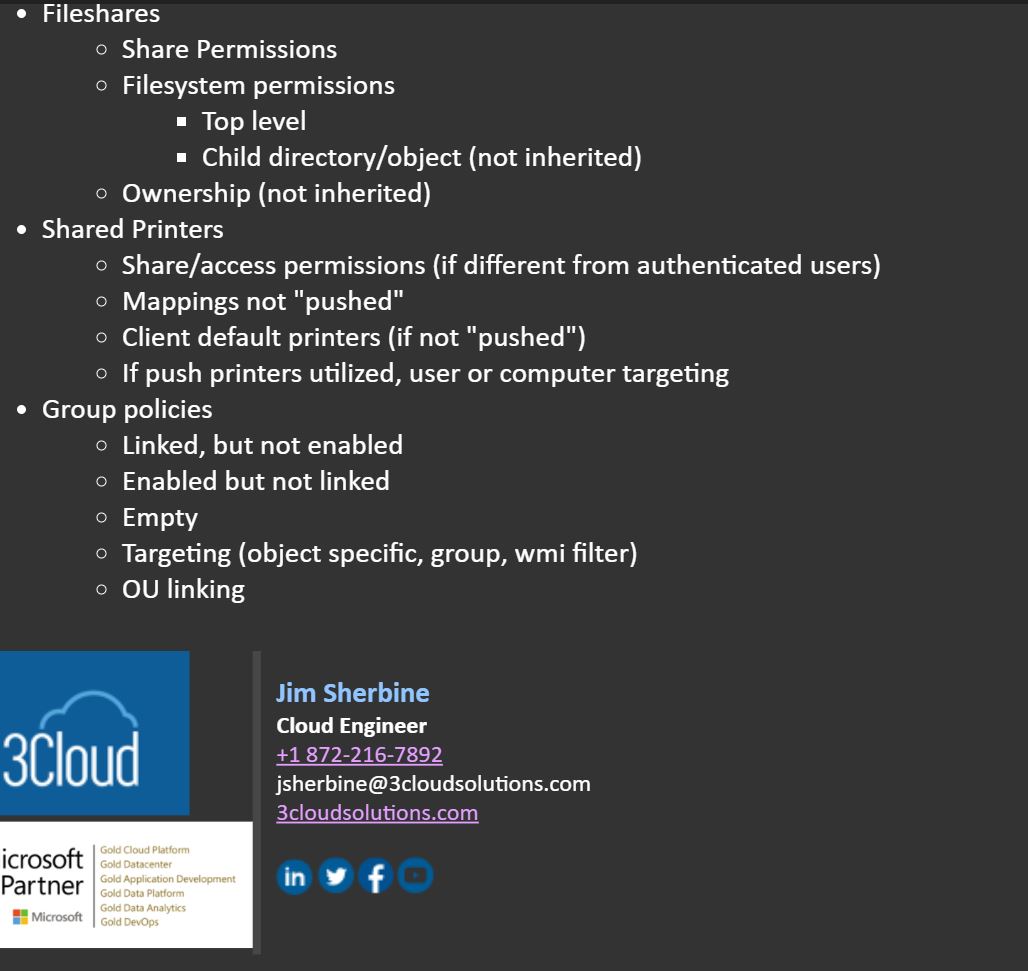 Fileshares
Share Permissions
Filesystem permissions
Top level
Child directory/object (not inherited)
Ownership (not inherited)
Shared Printers
Share/access permissions (if different from authenticated users)
Mappings not "pushed"
Client default printers (if not "pushed")
If push printers utilized, user or computer targeting
Group policies
Linked, but not enabled
Enabled but not linked
Empty
Targeting (object specific, group, wmi filter)
OU linking
3Cloud
Jim Sherbine
Cloud Engineer
+1 872-216-7892
jsherbine@3cloudsolutions.com
3cloudsolutions.com
icrosoft
Partner
Microsoft
Gold Cloud Platform
Gold Datacenter
Gold Application Development
Gold Data Platform
Gold Data Analytics
Gold DevOps
in